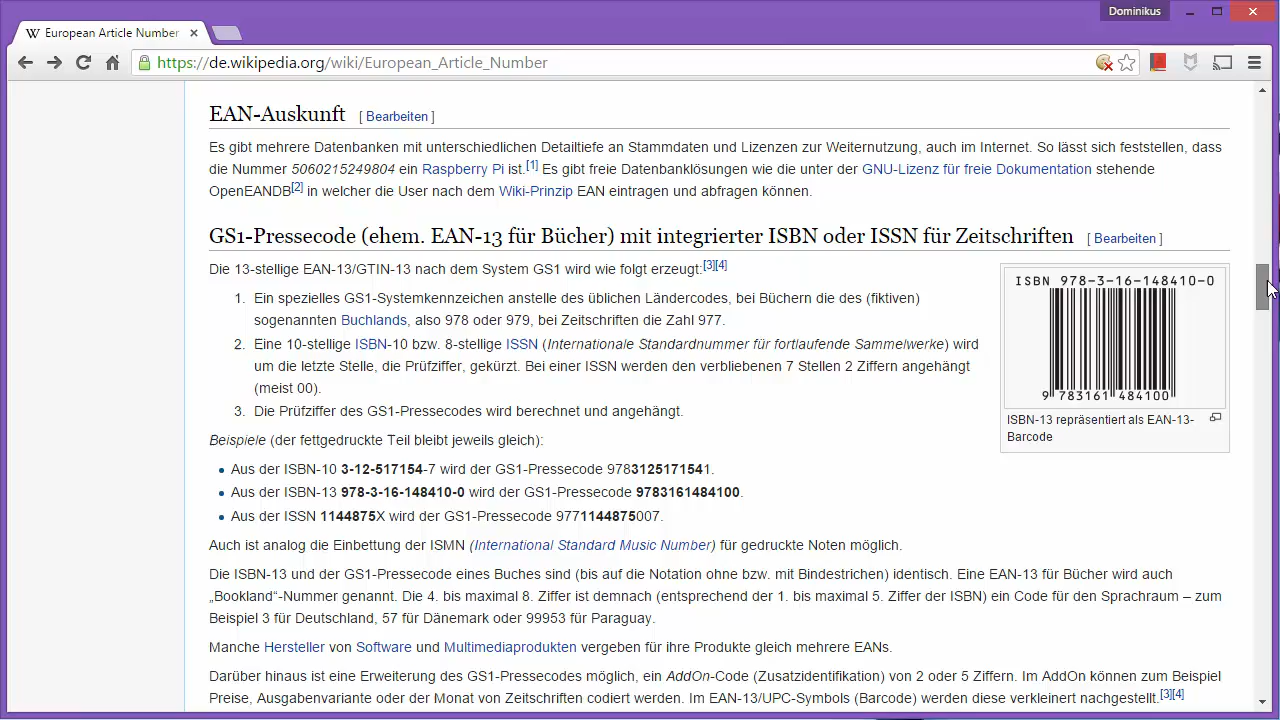 Dominikus
European Article Number
https://de.wikipedia.org/wiki/European_Article_Number
EAN-Auskunft [ Bearbeiten ]
Es gibt mehrere Datenbanken mit unterschiedlichen Detailtiefe an Stammdaten und Lizenzen zur Weiternutzung, auch im Internet. So lässt sich feststellen, dass
die Nummer 5060215249804 ein Raspberry Pi ist.[1] Es gibt freie Datenbanklösungen wie die unter der GNU-Lizenz für freie Dokumentation stehende
OpenEANDB[2] in welcher die User nach dem Wiki-Prinzip EAN eintragen und abfragen können.
GS1-Pressecode (ehem. EAN-13 für Bücher) mit integrierter ISBN oder ISSN für Zeitschriften [ Bearbeiten ]
Die 13-stellige EAN-13/GTIN-13 nach dem System GS1 wird wie folgt erzeugt:[3][4]
1. Ein spezielles GS1-Systemkennzeichen anstelle des üblichen Ländercodes, bei Büchern die des (fiktiven)
sogenannten Buchlands, also 978 oder 979, bei Zeitschriften die Zahl 977.
2. Eine 10-stellige ISBN-10 bzw. 8-stellige ISSN (Internationale Standardnummer für fortlaufende Sammelwerke) wird
um die letzte Stelle, die Prüfziffer, gekürzt. Bei einer ISSN werden den verbliebenen 7 Stellen 2 Ziffern angehängt
(meist 00).
3. Die Prüfziffer des GS1-Pressecodes wird berechnet und angehängt.
ISBN 978-3-16-148410-0
9 783161 484100
ISBN-13 repräsentiert als EAN-13-
Barcode
Beispiele (der fettgedruckte Teil bleibt jeweils gleich):
• Aus der ISBN-10 3-12-517154-7 wird der GS1-Pressecode 9783125171541.
• Aus der ISBN-13 978-3-16-148410-0 wird der GS1-Pressecode 9783161484100.
• Aus der ISSN 1144875X wird der GS1-Pressecode 9771144875007.
Auch ist analog die Einbettung der ISMN (International Standard Music Number) für gedruckte Noten möglich.
Die ISBN-13 und der GS1-Pressecode eines Buches sind (bis auf die Notation ohne bzw. mit Bindestrichen) identisch. Eine EAN-13 für Bücher wird auch
„Bookland“-Nummer genannt. Die 4. bis maximal 8. Ziffer ist demnach (entsprechend der 1. bis maximal 5. Ziffer der ISBN) ein Code für den Sprachraum – zum
Beispiel 3 für Deutschland, 57 für Dänemark oder 99953 für Paraguay.
Manche Hersteller von Software und Multimediaprodukten vergeben für ihre Produkte gleich mehrere EANs.
Darüber hinaus ist eine Erweiterung des GS1-Pressecodes möglich, ein AddOn-Code (Zusatzidentifikation) von 2 oder 5 Ziffern. Im AddOn können zum Beispiel
Preise, Ausgabenvariante oder der Monat von Zeitschriften codiert werden. Im EAN-13/UPC-Symbols (Barcode) werden diese verkleinert nachgestellt.[3][4]